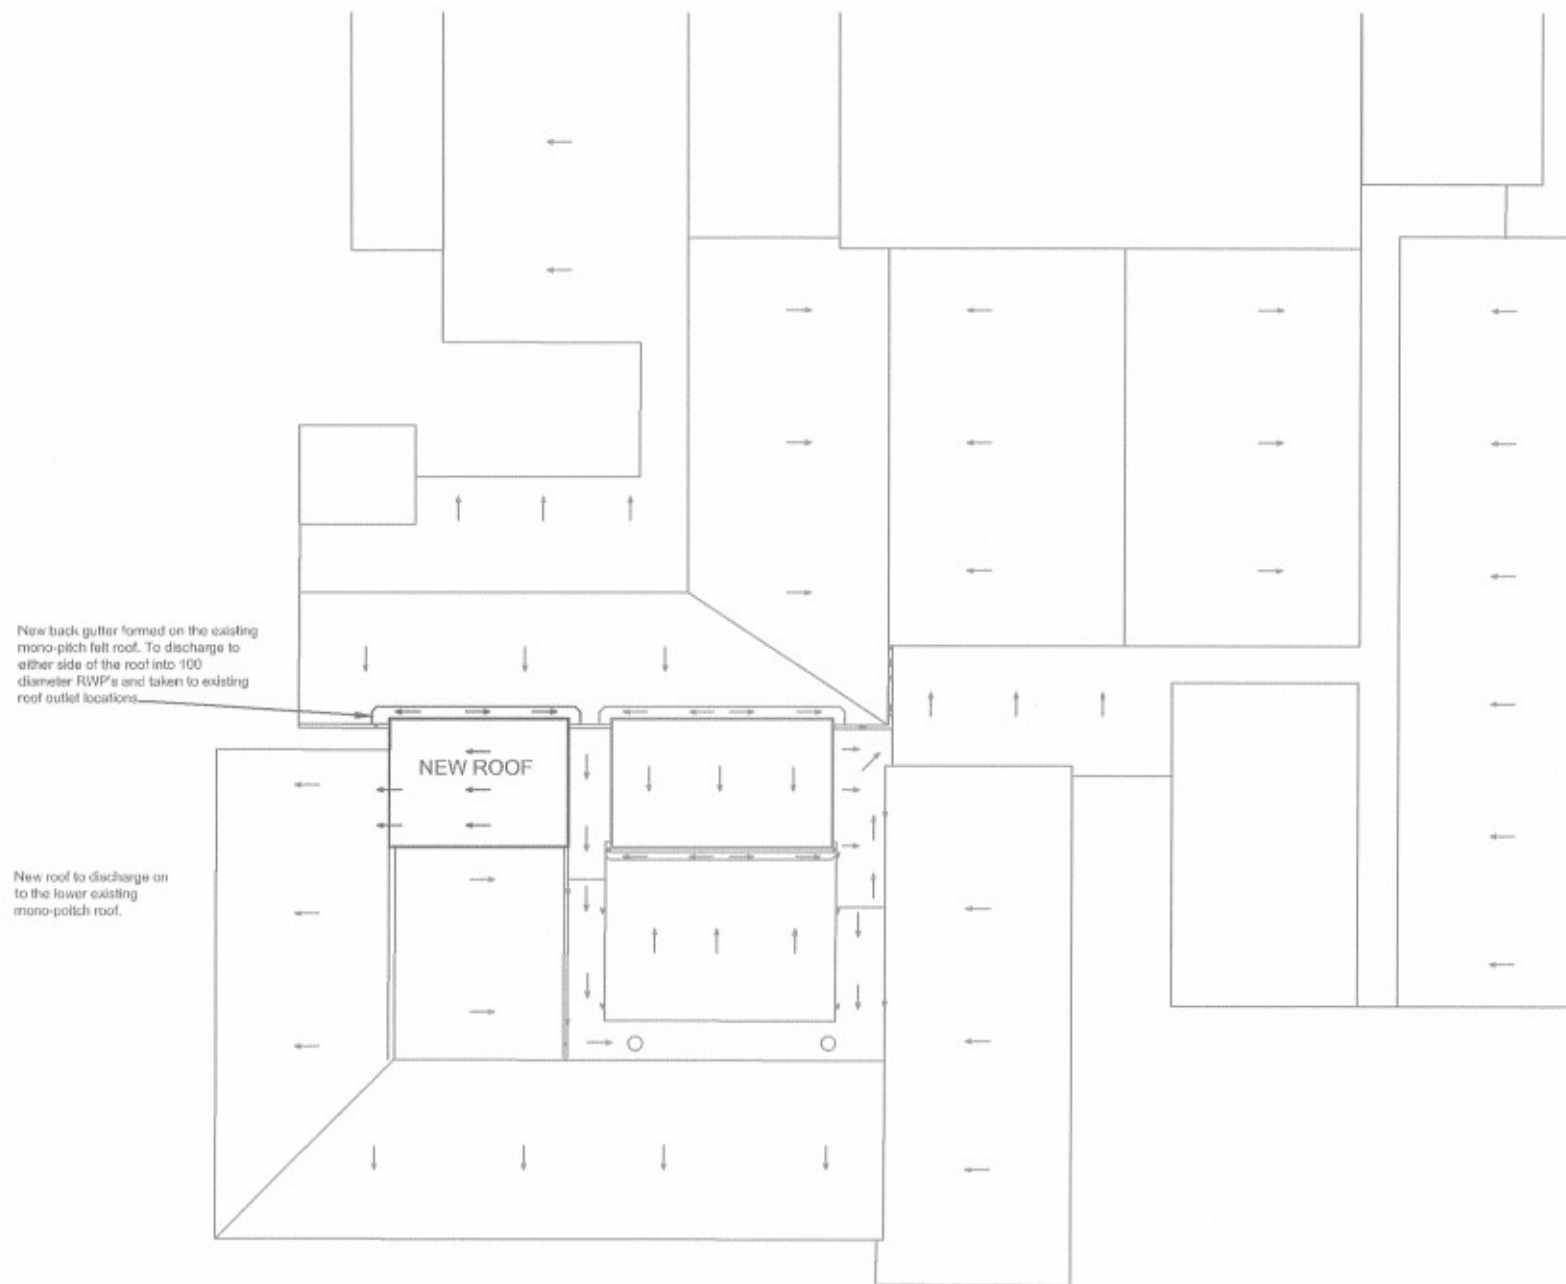 New back gutter formed on the existing
mono-pitch felt roof. To discharge to
either side of the roof into 100
diameter RWP's and taken to existing
roof outlet locations
NEW ROOF
New roof to discharge on
to the lower existing
mono-poitch roof.